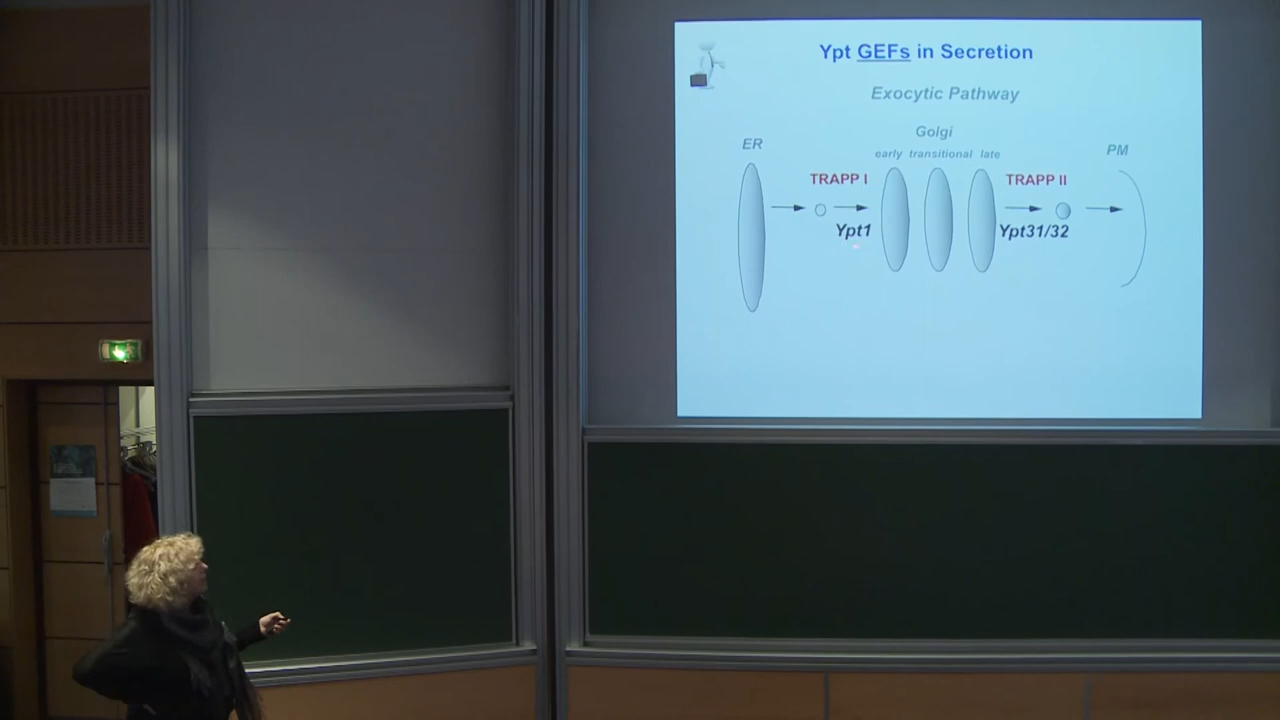 Ypt GEFs in Secretion
Exocytic Pathway
Golgi
ER
early transitional late
PM
TRAPP I
TRAPP II
Ypt1
Ypt31/32